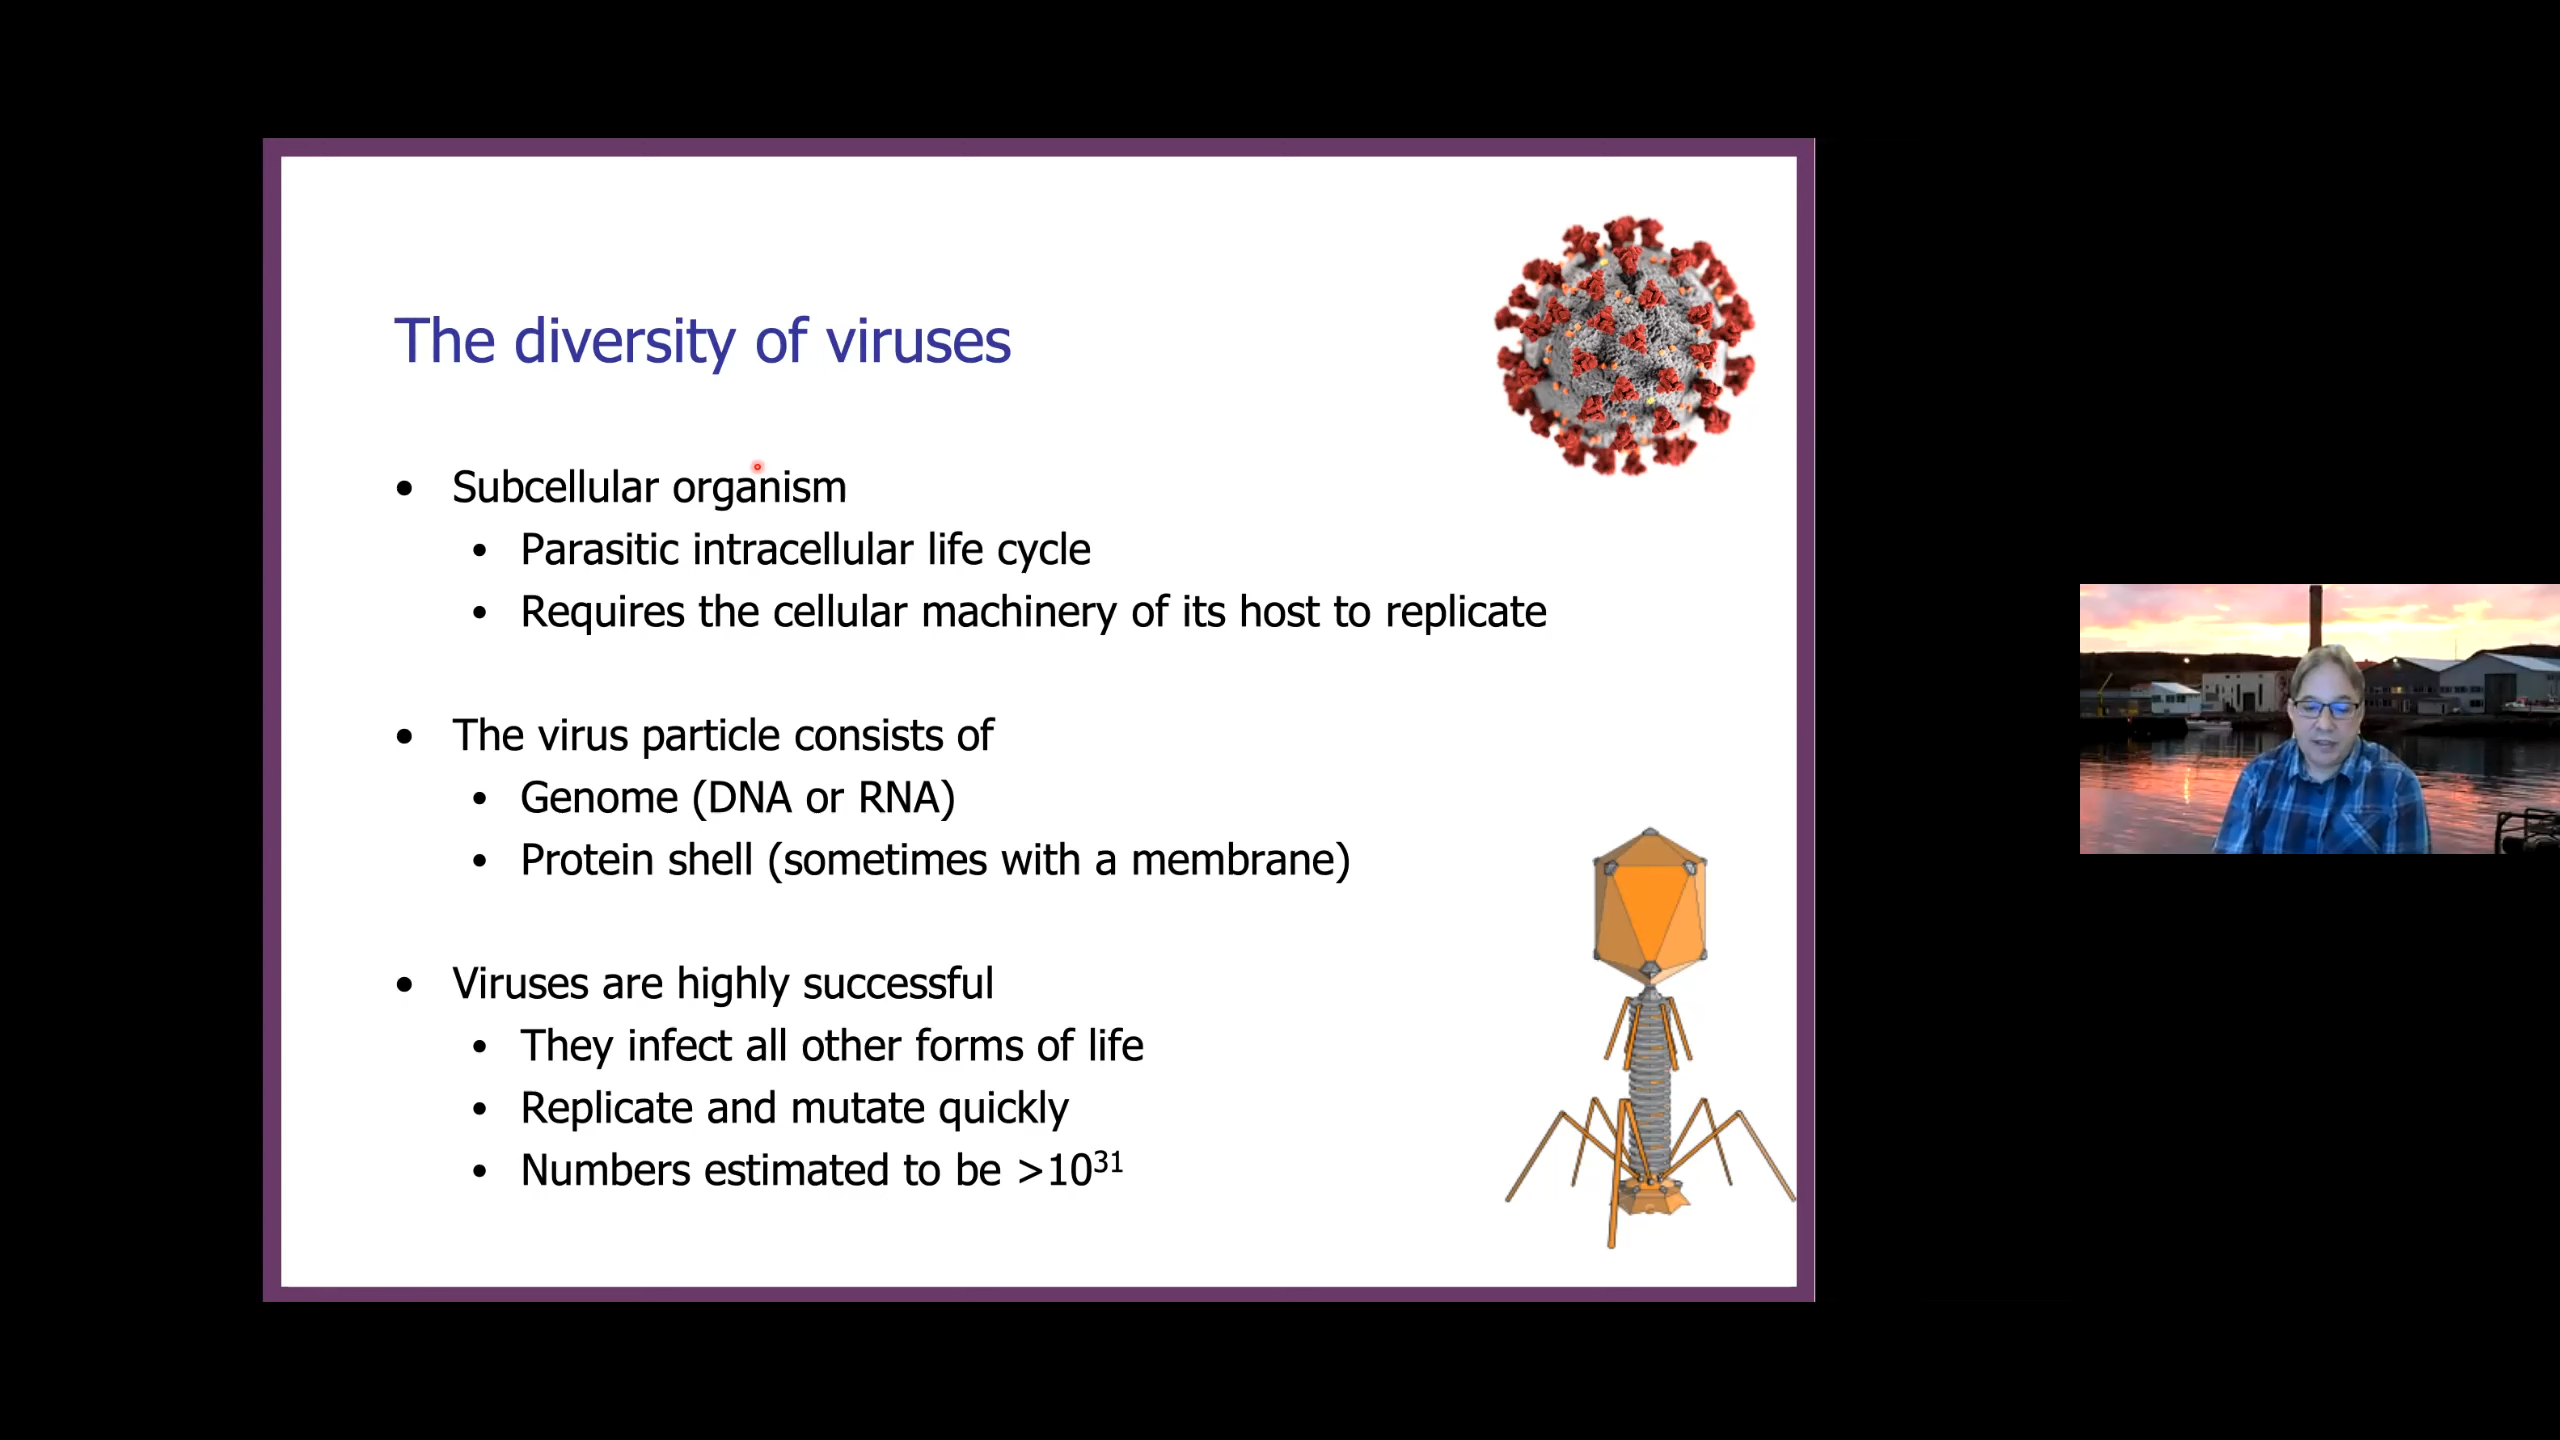 The diversity of viruses
• Subcellular organism
• Parasitic intracellular life cycle
• Requires the cellular machinery of its host to replicate
• The virus particle consists of
• Genome (DNA or RNA)
• Protein shell (sometimes with a membrane)
• Viruses are highly successful
• They infect all other forms of life
• Replicate and mutate quickly
• Numbers estimated to be >10³¹